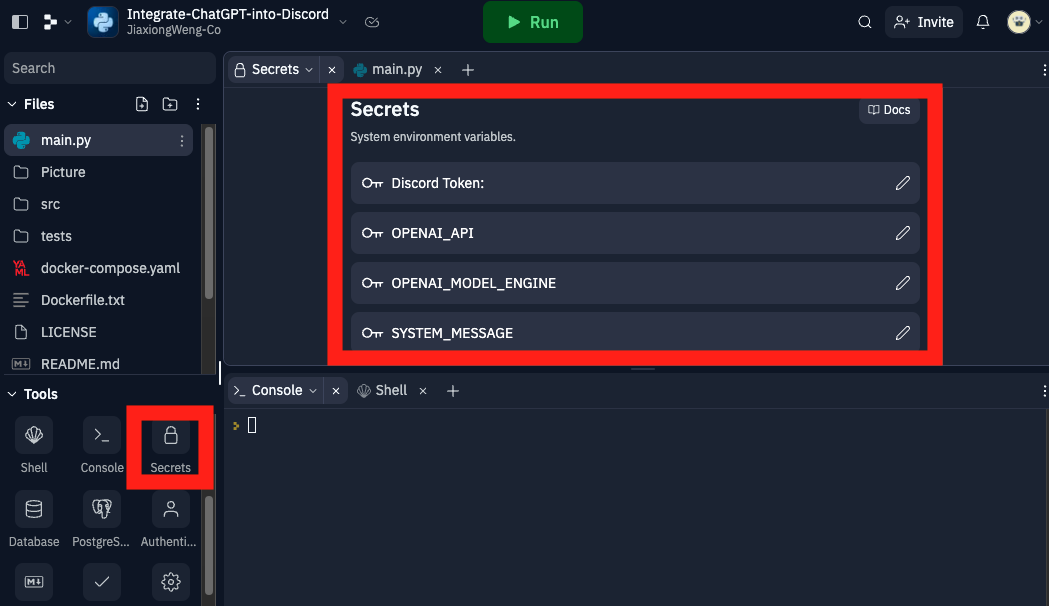 Integrate-ChatGPT-into-Discord
JiaxiongWeng-Co
Run
Invite
Search
Files
main.py
Picture
src
tests
YAML
docker-compose.yaml
Dockerfile.txt
LICENSE
README.md
Tools
Shell
Console
Secrets
Database
PostgreS...
Authenti...
Secrets
main.py
Secrets
Docs
System environment variables.
Discord Token:
OPENAI_API
OPENAI_MODEL_ENGINE
SYSTEM_MESSAGE
Console
Shell